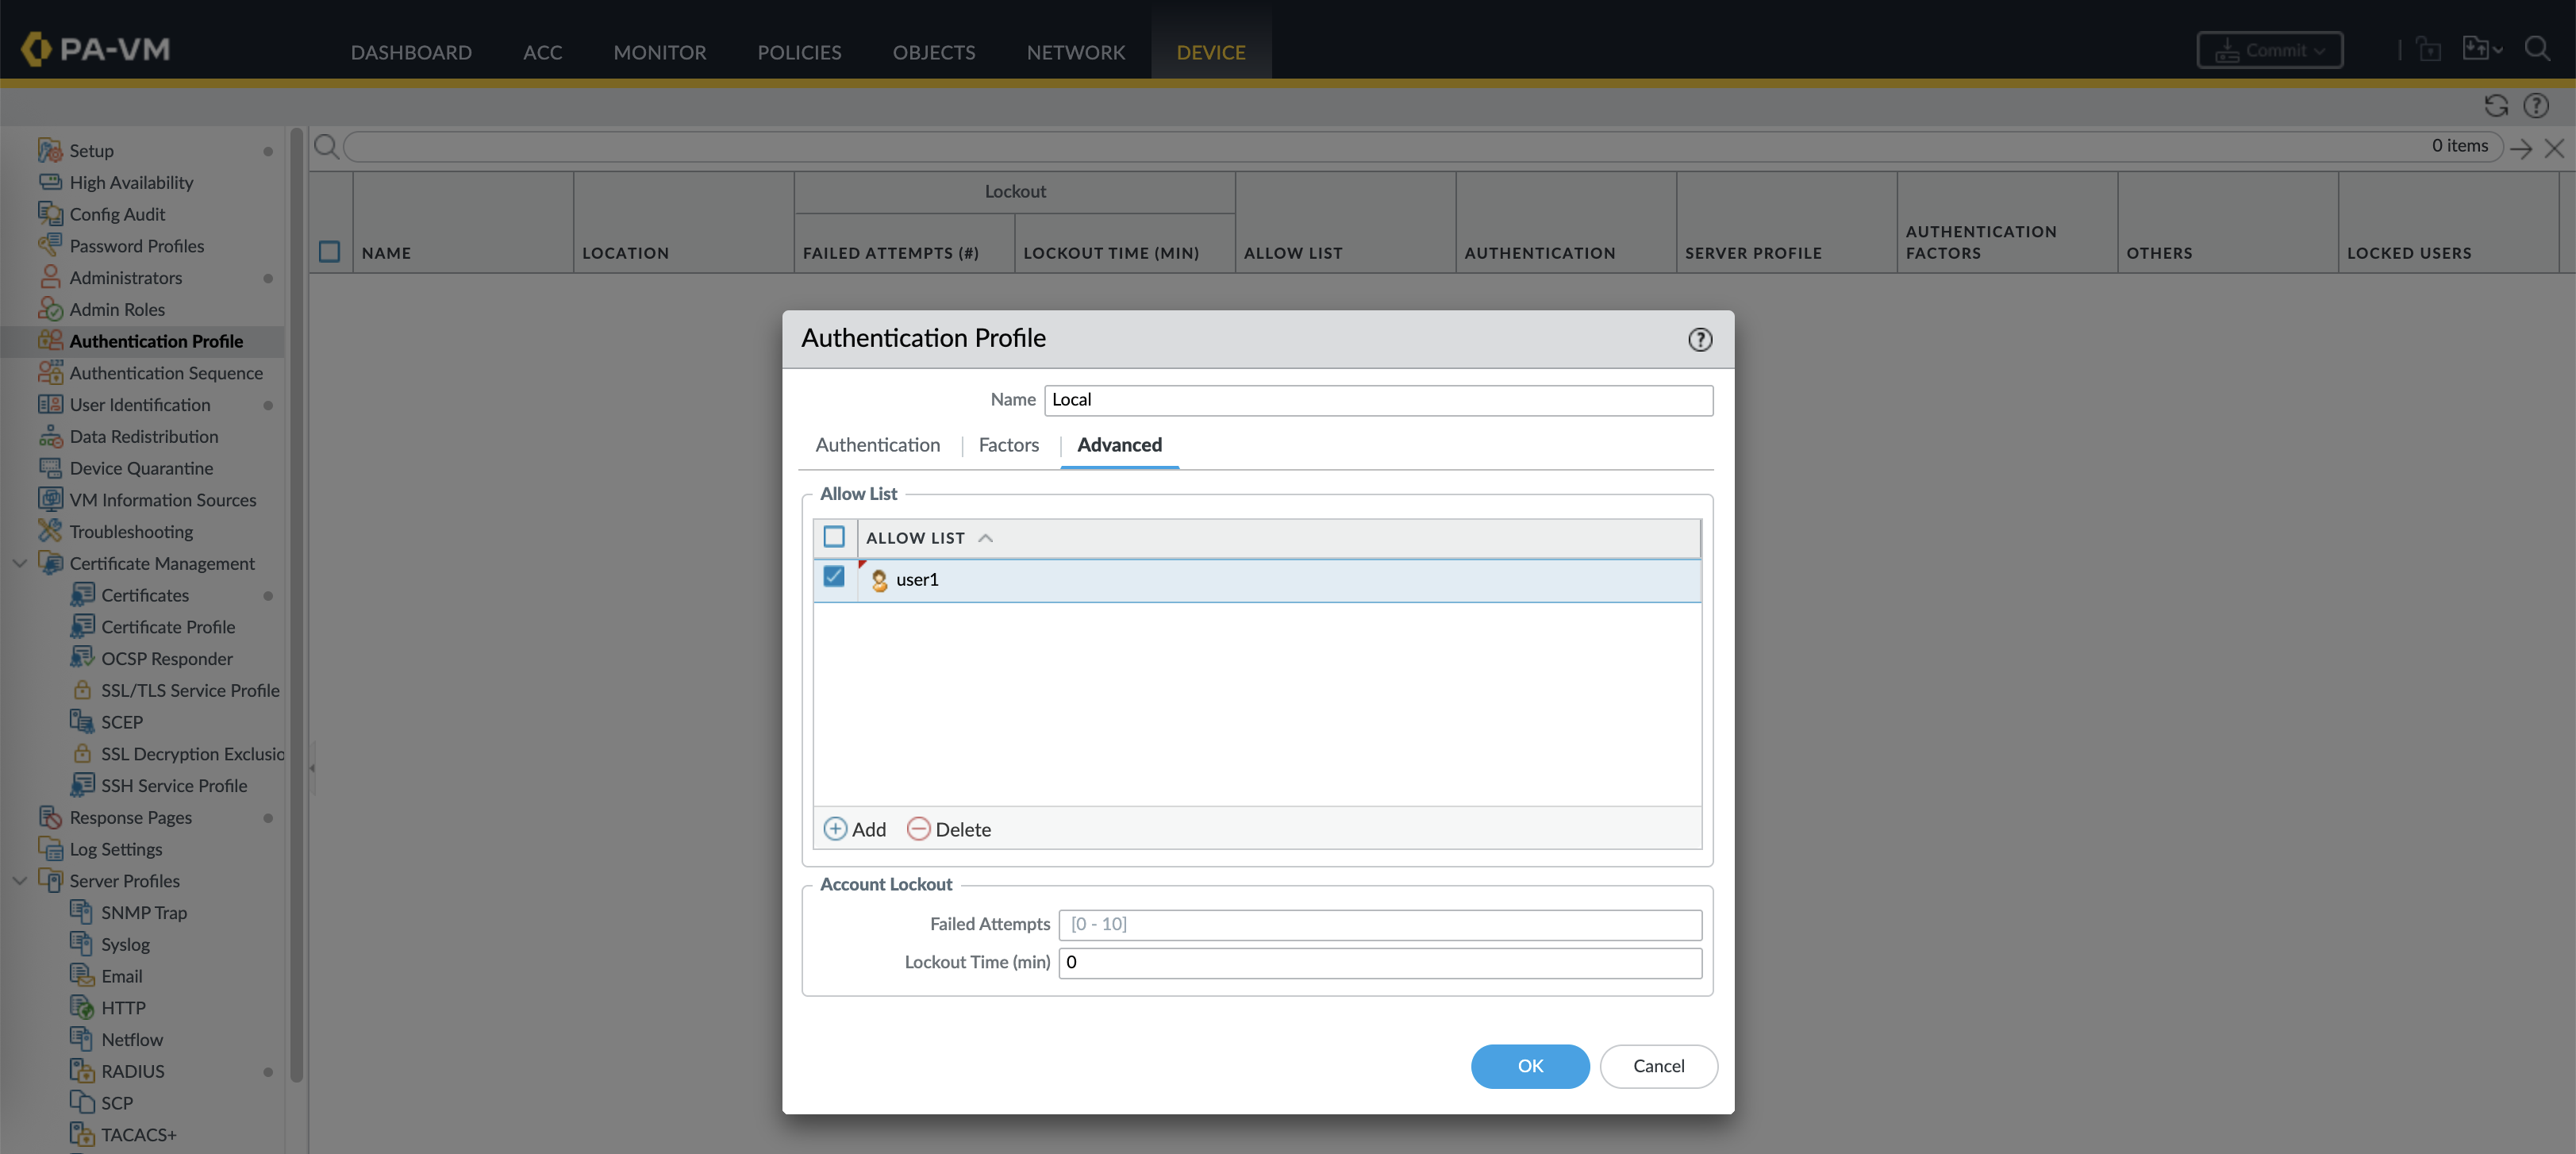 PA-VM
DASHBOARD
ACC
MONITOR
POLICIES
OBJECTS
NETWORK
DEVICE
Commit
0 items
Setup
High Availability
Config Audit
Password Profiles
Administrators
Admin Roles
Authentication Profile
Authentication Sequence
User Identification
Data Redistribution
Device Quarantine
VM Information Sources
Troubleshooting
Certificate Management
Certificates
Certificate Profile
OCSP Responder
SSL/TLS Service Profile
SCEP
SSL Decryption Exclusio
SSH Service Profile
Response Pages
Log Settings
Server Profiles
SNMP Trap
Syslog
Email
HTTP
Netflow
RADIUS
SCP
TACACS+
Lockout
NAME
LOCATION
FAILED ATTEMPTS (#)
LOCKOUT TIME (MIN)
ALLOW LIST
AUTHENTICATION
SERVER PROFILE
AUTHENTICATION
FACTORS
OTHERS
LOCKED USERS
Authentication Profile
Name
Local
Authentication
Factors
Advanced
Allow List
ALLOW LIST
user1
Add
Delete
Account Lockout
Failed Attempts
[0 - 10]
Lockout Time (min)
0
OK
Cancel